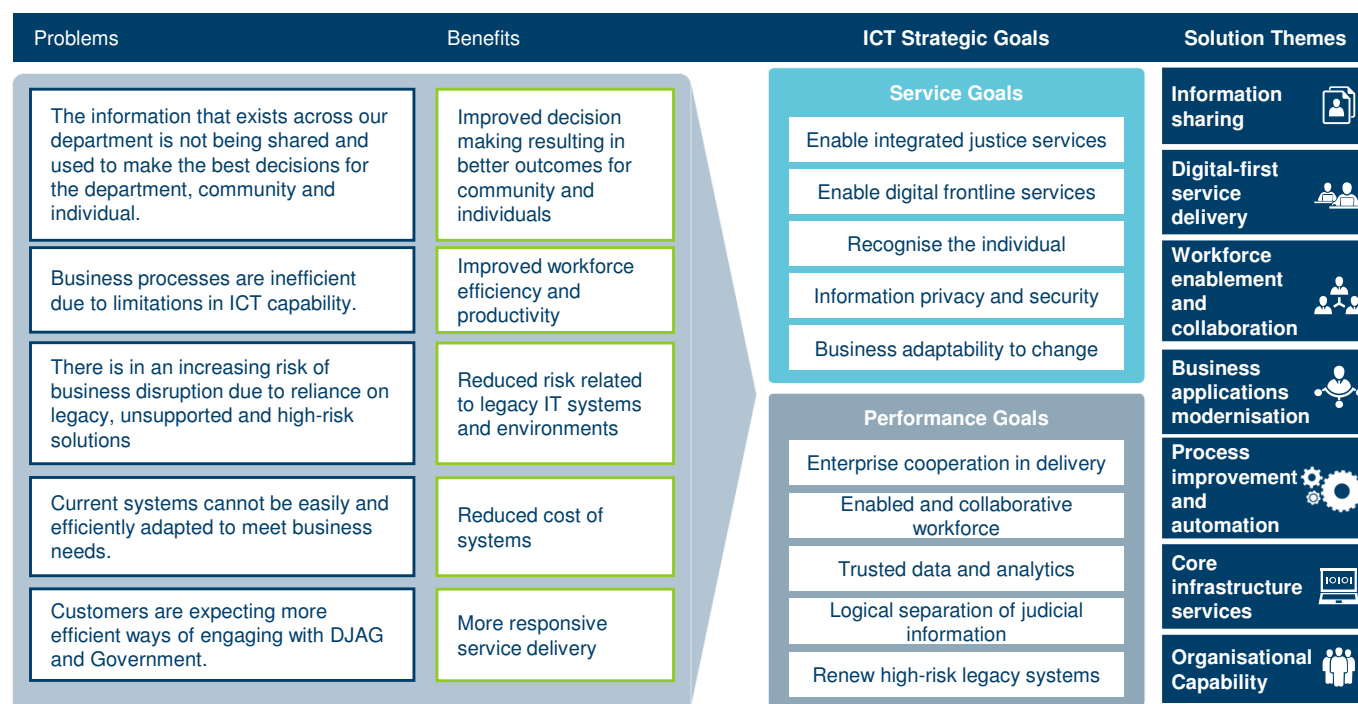 Problems
Benefits
ICT Strategic Goals
Solution Themes
The information that exists across our
department is not being shared and
used to make the best decisions for
the department, community and
individual.
Improved decision
making resulting in
better outcomes for
community and
individuals
Business processes are inefficient
due to limitations in ICT capability.
Improved workforce
efficiency and
productivity
There is in an increasing risk of
business disruption due to reliance on
legacy, unsupported and high-risk
solutions
Reduced risk related
to legacy IT systems
and environments
Current systems cannot be easily and
efficiently adapted to meet business
needs.
Reduced cost of
systems
Customers are expecting more
efficient ways of engaging with DJAG
and Government.
More responsive
service delivery
Service Goals
Enable integrated justice services
Enable digital frontline services
Recognise the individual
Information privacy and security
Business adaptability to change
Performance Goals
Enterprise cooperation in delivery
Enabled and collaborative
workforce
Trusted data and analytics
Logical separation of judicial
information
Renew high-risk legacy systems
Information
sharing
Digital-first
service
delivery
Workforce
enablement
and
collaboration
Business
applications
modernisation
Process
improvement
and
automation
Core
infrastructure
services
10101
Organisational
Capability